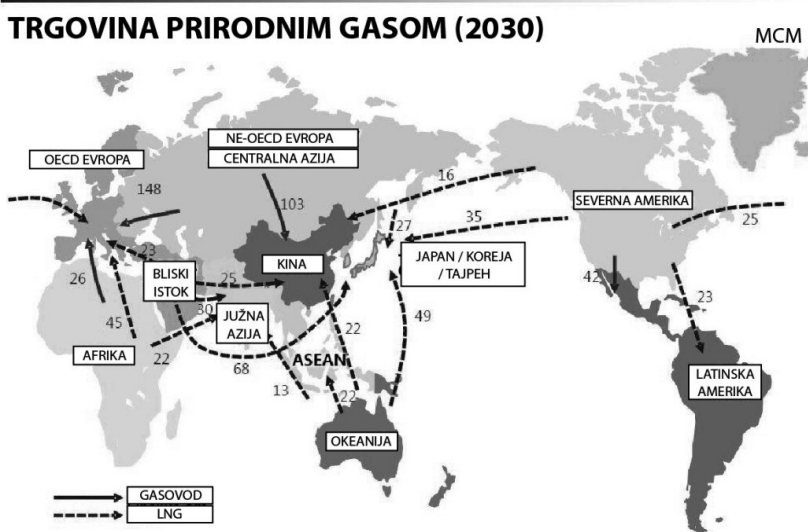 TRGOVINA PRIRODNIM GASOM (2030)
MCM
NE-OECD EVROPA
CENTRALNA AZIJA
OECD EVROPA
148
103
16
SEVERNA AMERIKA
27
35
25
23
KINA
JAPAN / KOREJA
/ TAJPEH
BLISKI
ISTOK
25
26
42
30
JUŽNA
AZIJA
45
22
49
23
AFRIKA
22
68
ASEAN
13
22
LATINSKA
AMERIKA
OKEANIJA
GASOVOD
LNG